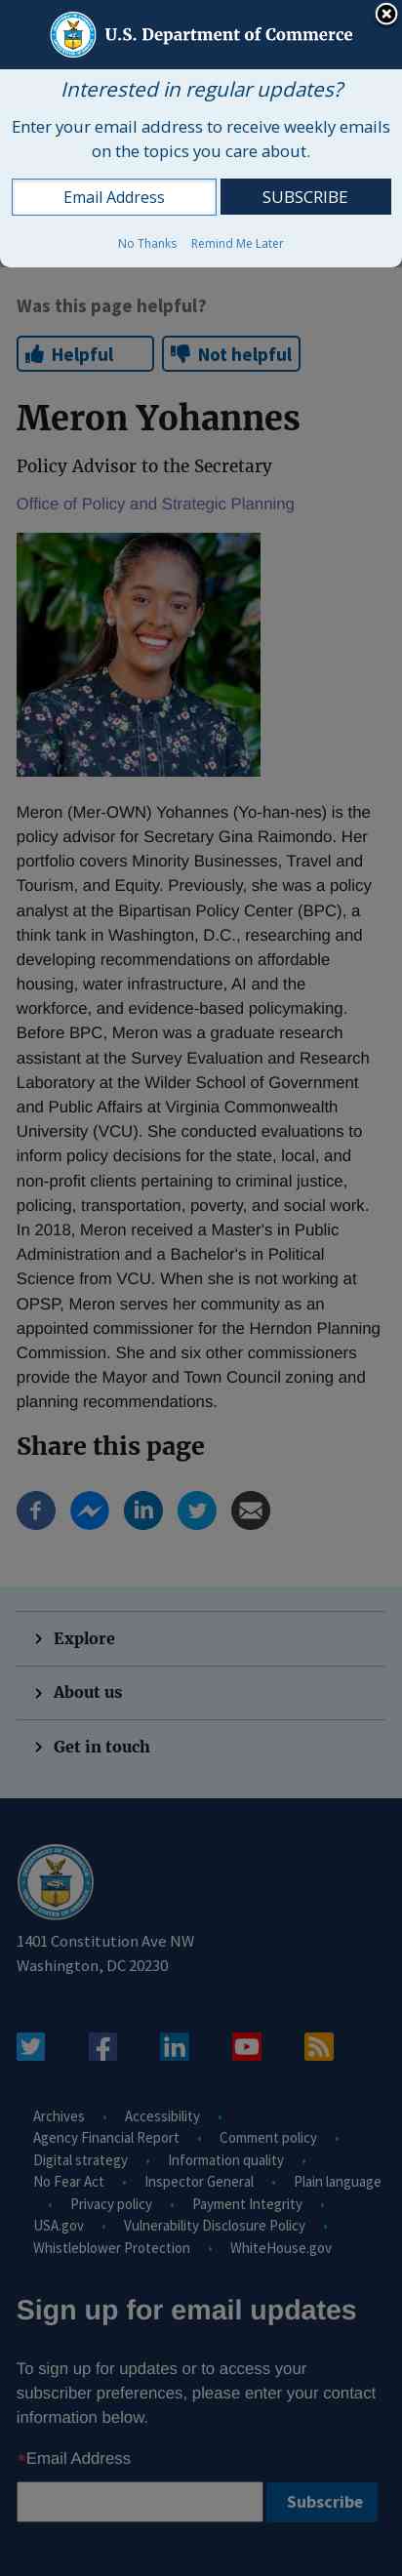 U.S. Department of Commerce
Interested in regular updates?
Enter your email address to receive weekly emails
on the topics you care about.
Email Address
SUBSCRIBE
No Thanks
Remind Me Later
Was this page helpful?
Helpful
Not helpful
Meron Yohannes
Policy Advisor to the Secretary
Office of Policy and Strategic Planning
Meron (Mer-OWN) Yohannes (Yo-han-nes) is the
policy advisor for Secretary Gina Raimondo. Her
portfolio covers Minority Businesses, Travel and
Tourism, and Equity. Previously, she was a policy
analyst at the Bipartisan Policy Center (BPC), a
think tank in Washington, D.C., researching and
developing recommendations on affordable
housing, water infrastructure, AI and the
workforce, and evidence-based policymaking.
Before BPC, Meron was a graduate research
assistant at the Survey Evaluation and Research
Laboratory at the Wilder School of Government
and Public Affairs at Virginia Commonwealth
University (VCU). She conducted evaluations to
inform policy decisions for the state, local, and
non-profit clients pertaining to criminal justice,
policing, transportation, poverty, and social work.
In 2018, Meron received a Master's in Public
Administration and a Bachelor's in Political
Science from VCU. When she is not working at
OPSP, Meron serves her community as an
appointed commissioner for the Herndon Planning
Commission. She and six other commissioners
provide the Mayor and Town Council zoning and
planning recommendations.
Share this page
Explore
About us
Get in touch
1401 Constitution Ave NW
Washington, DC 20230
Archives • Accessibility •
Agency Financial Report • Comment policy •
Digital strategy • Information quality •
No Fear Act • Inspector General • Plain language
• Privacy policy • Payment Integrity •
USA.gov • Vulnerability Disclosure Policy •
Whistleblower Protection • WhiteHouse.gov
Sign up for email updates
To sign up for updates or to access your
subscriber preferences, please enter your contact
information below.
*Email Address
Subscribe